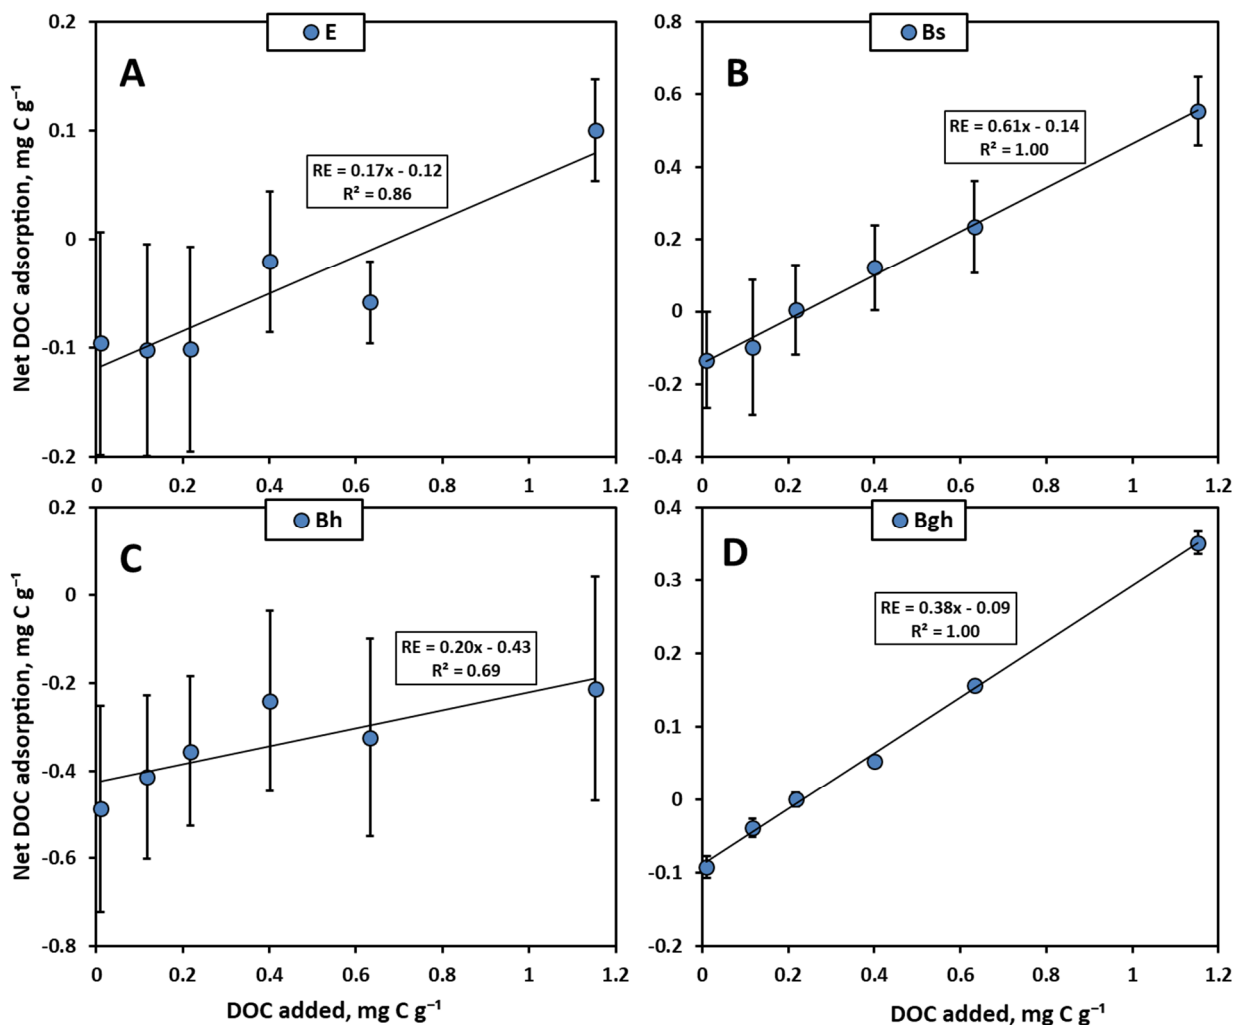 E
A
Net DOC adsorption, mg C g⁻¹
0.2
0.1
0
-0.1
-0.2
RE = 0.17x - 0.12
R² = 0.86
0 0.2 0.4 0.6 0.8 1 1.2
Bs
B
0.8
0.6
0.4
0.2
0
-0.2
-0.4
RE = 0.61x - 0.14
R² = 1.00
0 0.2 0.4 0.6 0.8 1 1.2
Bh
C
Net DOC adsorption, mg C g⁻¹
0.2
0
-0.2
-0.4
-0.6
-0.8
RE = 0.20x - 0.43
R² = 0.69
0 0.2 0.4 0.6 0.8 1 1.2
DOC added, mg C g⁻¹
Bgh
D
0.4
0.3
0.2
0.1
0
-0.1
-0.2
RE = 0.38x - 0.09
R² = 1.00
0 0.2 0.4 0.6 0.8 1 1.2
DOC added, mg C g⁻¹